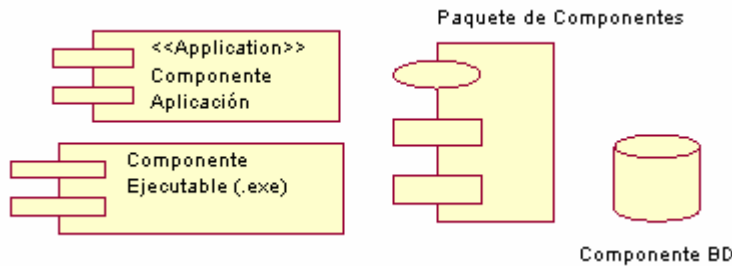 Paquete de Componentes
<<Application>>
Componente
Aplicación
Componente
Ejecutable (.exe)
Componente BD